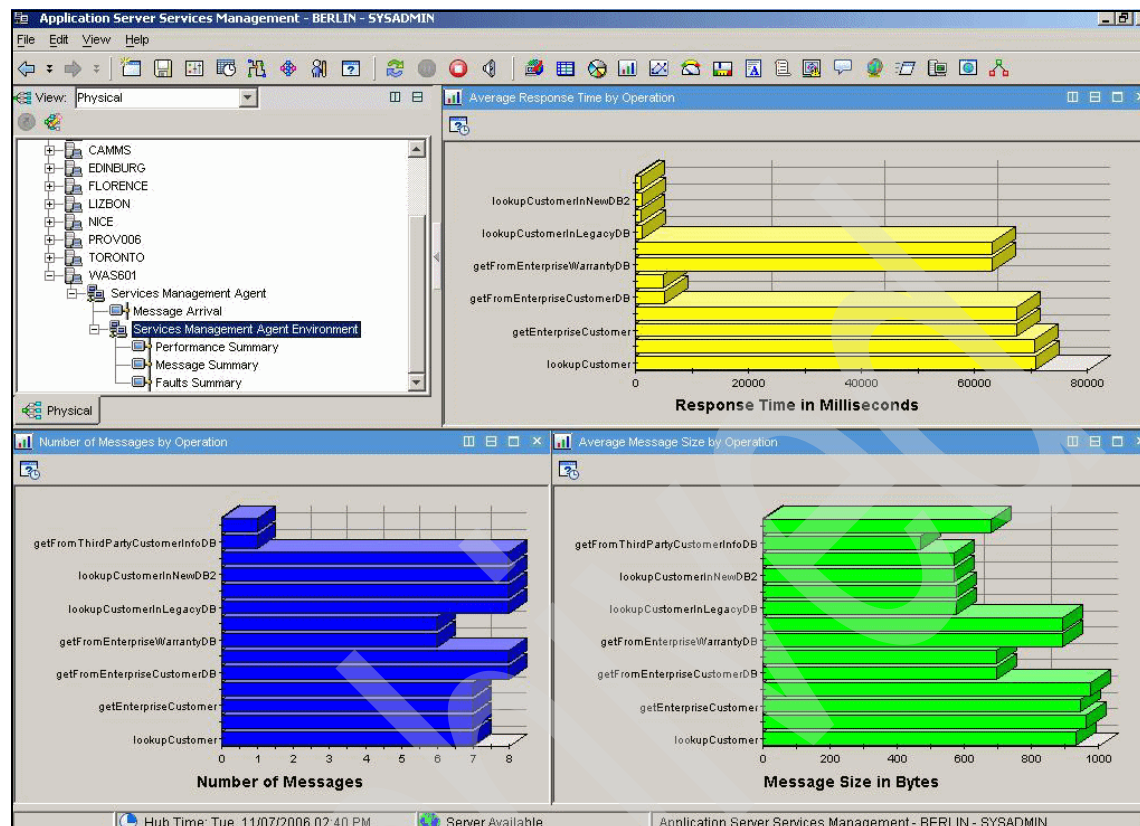 Application Server Services Management - BERLIN - SYSADMIN
File Edit View Help
View: Physical
CAMMS
EDINBURG
FLORENCE
LIZBON
NICE
PROV006
TORONTO
WAS601
Services Management Agent
Message Arrival
Services Management Agent Environment
Performance Summary
Message Summary
Faults Summary
Physical
Average Response Time by Operation
lookupCustomerInNewDB2
lookupCustomerInLegacyDB
getFromEnterpriseWarrantyDB
getFromEnterpriseCustomerDB
getEnterpriseCustomer
lookupCustomer
0 20000 40000 60000 80000
Response Time in Milliseconds
Number of Messages by Operation
getFromThirdPartyCustomerInfoDB
lookupCustomerInNewDB2
lookupCustomerInLegacyDB
getFromEnterpriseWarrantyDB
getFromEnterpriseCustomerDB
getEnterpriseCustomer
lookupCustomer
0 1 2 3 4 5 6 7 8
Number of Messages
Average Message Size by Operation
getFromThirdPartyCustomerInfoDB
lookupCustomerInNewDB2
lookupCustomerInLegacyDB
getFromEnterpriseWarrantyDB
getFromEnterpriseCustomerDB
getEnterpriseCustomer
lookupCustomer
0 200 400 600 800 1000
Message Size in Bytes
Hub Time: Tue, 11/07/2006 02:40 PM
Server Available
Application Server Services Management - BERLIN - SYSADMIN